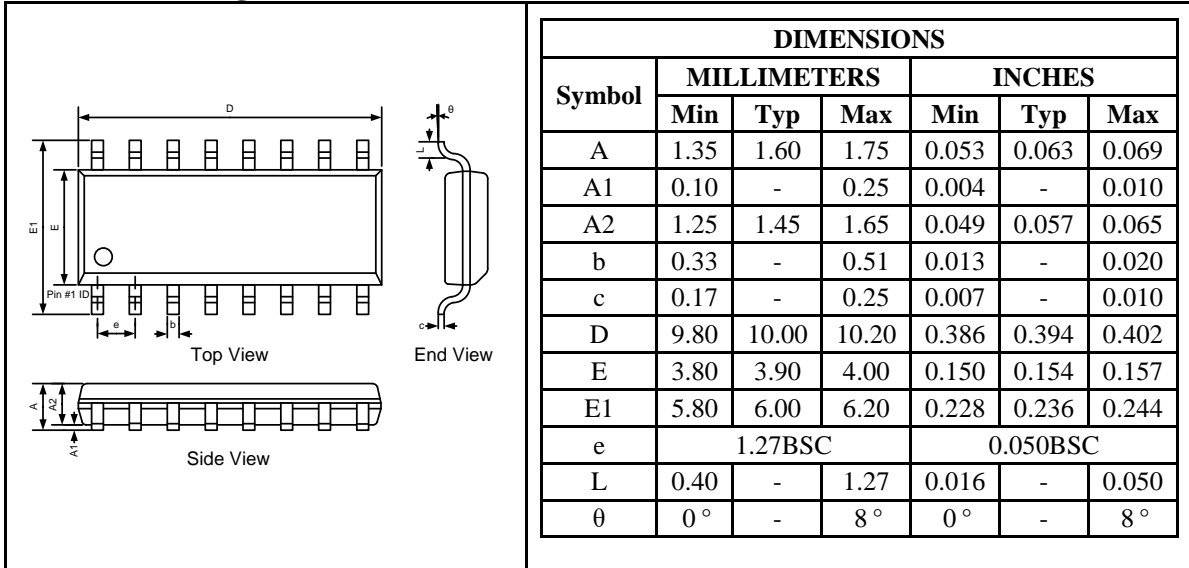 D
θ
L
E1
E
Pin #1 ID
e
b
c
Top View
End View
A
A2
A1
Side View
DIMENSIONS
Symbol MILLIMETERS INCHES
Min Typ Max Min Typ Max
A 1.35 1.60 1.75 0.053 0.063 0.069
A1 0.10 - 0.25 0.004 - 0.010
A2 1.25 1.45 1.65 0.049 0.057 0.065
b 0.33 - 0.51 0.013 - 0.020
c 0.17 - 0.25 0.007 - 0.010
D 9.80 10.00 10.20 0.386 0.394 0.402
E 3.80 3.90 4.00 0.150 0.154 0.157
E1 5.80 6.00 6.20 0.228 0.236 0.244
e 1.27BSC 0.050BSC
L 0.40 - 1.27 0.016 - 0.050
θ 0 ° - 8 ° 0 ° - 8 °